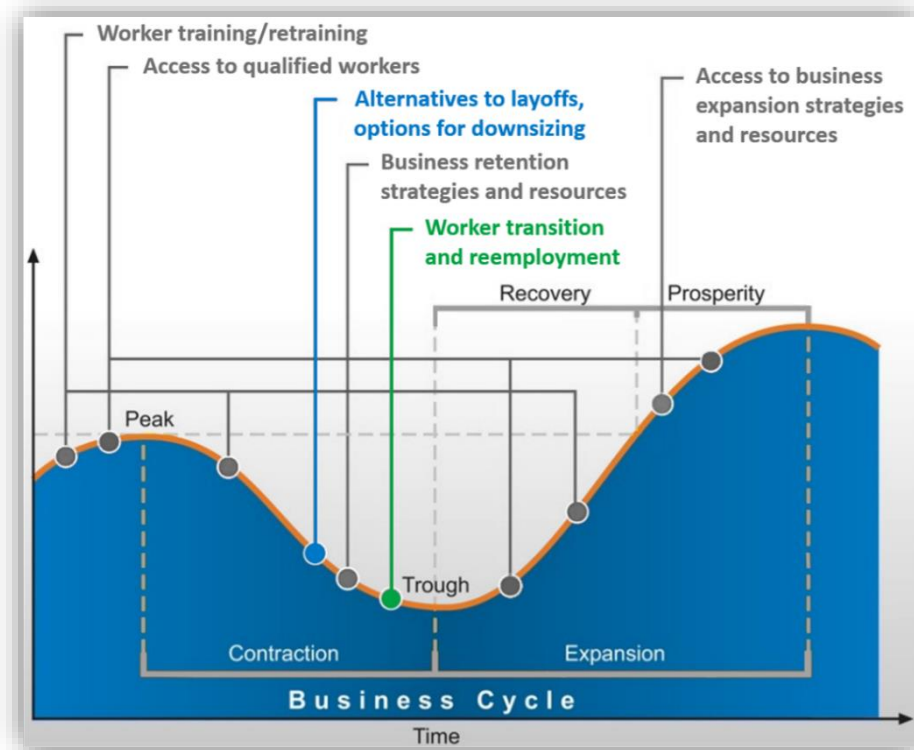 Worker training/retraining
Access to qualified workers
Alternatives to layoffs,
options for downsizing
Access to business
expansion strategies
and resources
Business retention
strategies and resources
Worker transition
and reemployment
Recovery
Prosperity
Peak
Trough
Contraction
Expansion
Business Cycle
Time